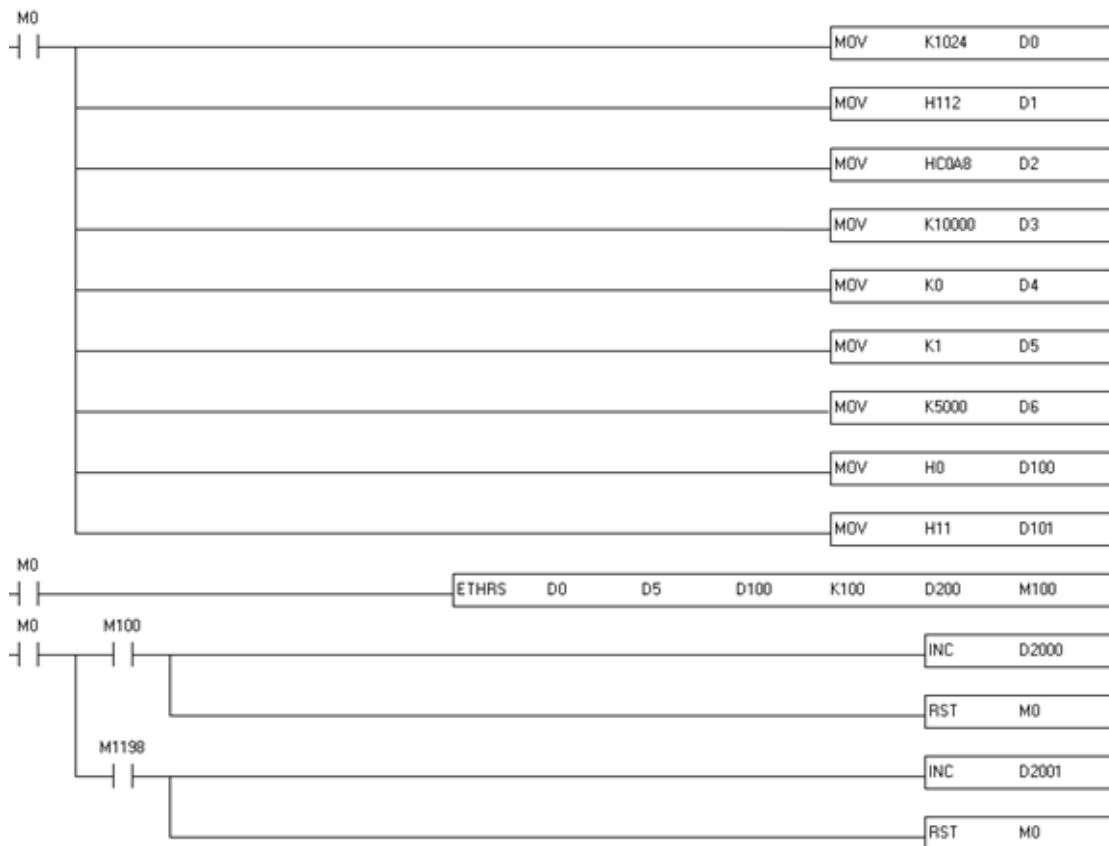 M0
MOV K1024 D0
MOV H112 D1
MOV HC0A8 D2
MOV K10000 D3
MOV K0 D4
MOV K1 D5
MOV K5000 D6
MOV H0 D100
MOV H11 D101
M0
ETHRS D0 D5 D100 K100 D200 M100
M0 M100
INC D2000
RST M0
M1198
INC D2001
RST M0